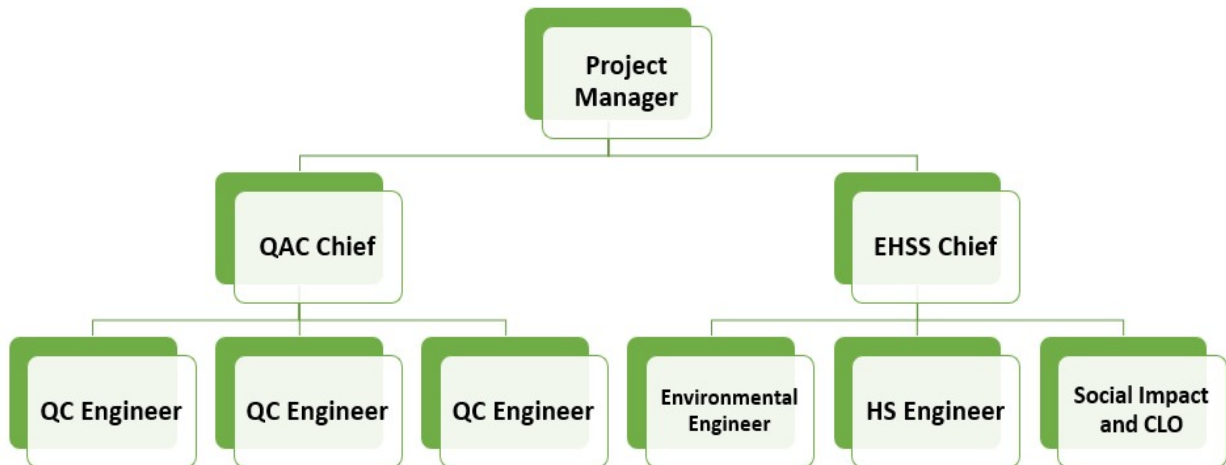 Project
Manager
QAC Chief
EHSS Chief
QC Engineer
QC Engineer
QC Engineer
Environmental
Engineer
HS Engineer
Social Impact
and CLO